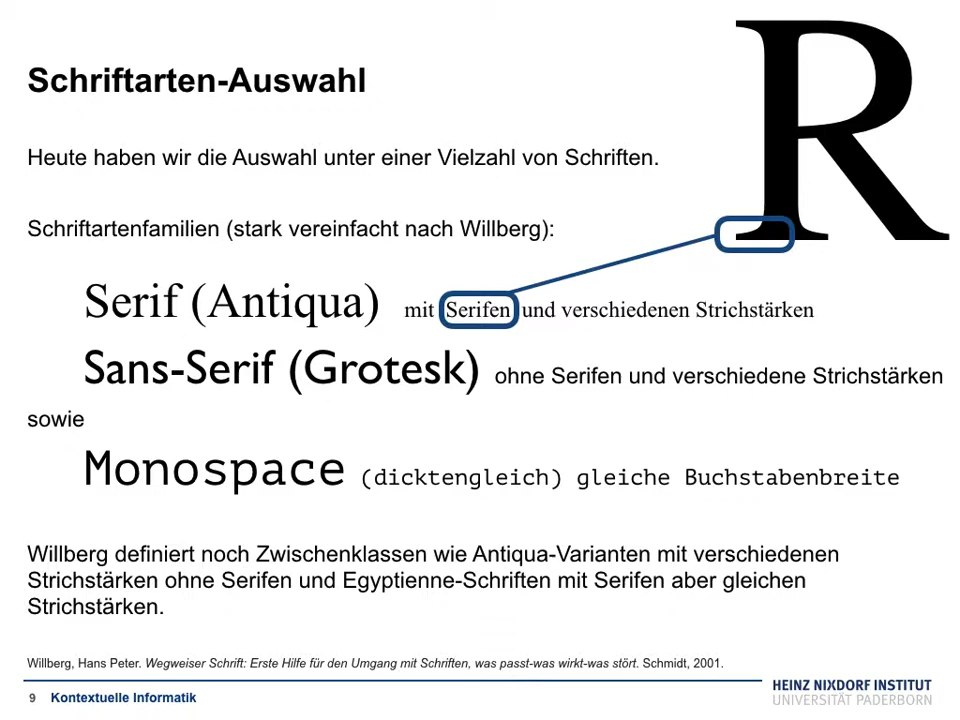 R
Schriftarten-Auswahl
Heute haben wir die Auswahl unter einer Vielzahl von Schriften.
Schriftartenfamilien (stark vereinfacht nach Willberg):
Serif (Antiqua) mit Serifen und verschiedenen Strichstärken
Sans-Serif (Grotesk) ohne Serifen und verschiedene Strichstärken
sowie
Monospace (dicktengleich) gleiche Buchstabenbreite
Willberg definiert noch Zwischenklassen wie Antiqua-Varianten mit verschiedenen
Strichstärken ohne Serifen und Egyptienne-Schriften mit Serifen aber gleichen
Strichstärken.
Willberg, Hans Peter. Wegweiser Schrift: Erste Hilfe für den Umgang mit Schriften, was passt-was wirkt-was stört. Schmidt, 2001.
9 Kontextuelle Informatik
HEINZ NIXDORF INSTITUT
UNIVERSITÄT PADERBORN